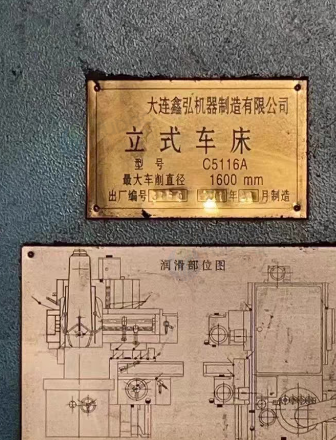 大连鑫弘机器制造有限公司
立式车床
型号 C5116A
最大车削直径 1600 mm
出厂编号 年 月制造
润滑部位图